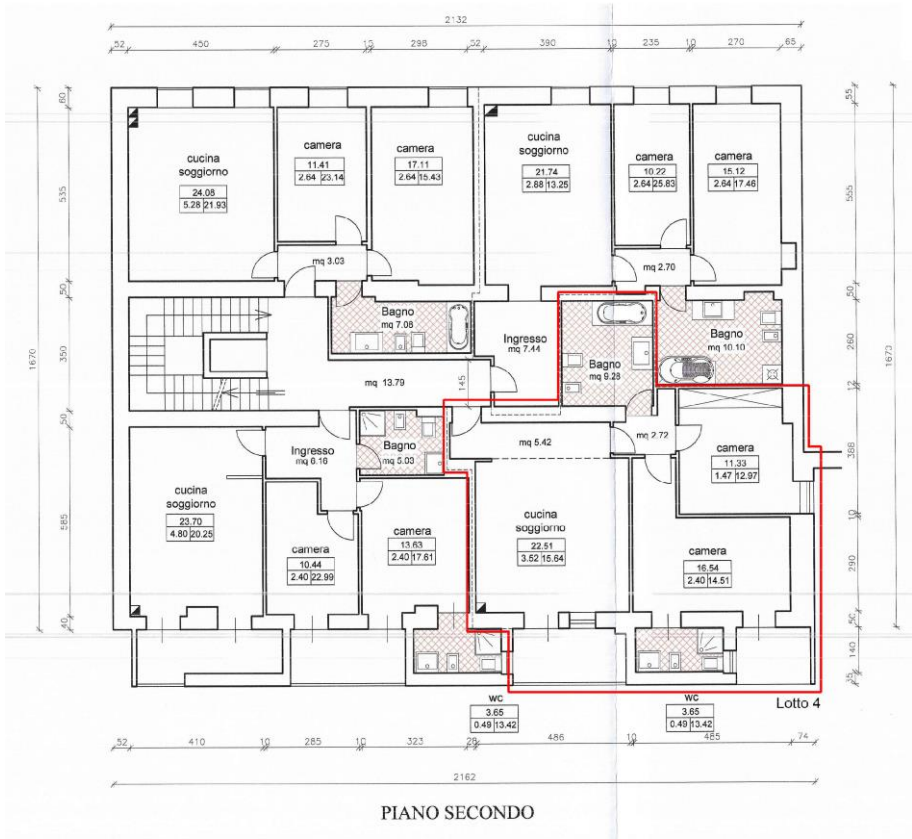 2132
52 450 275 10 298 52 390 10 235 10 270 65
1670
60
535
50
350
50
585
40
55
555
50
260
12
388
10
290
50
140
35
1670
cucina
soggiorno
24.08
5.28 21.93
camera
11.41
2.64 23.14
camera
17.11
2.64 15.43
cucina
soggiorno
21.74
2.88 13.25
camera
10.22
2.64 25.83
camera
15.12
2.64 17.46
mq 3.03
mq 2.70
Bagno
mq 7.08
Ingresso
mq 7.44
Bagno
mq 9.28
Bagno
mq 10.10
mq 13.79
145
Ingresso
mq 6.16
Bagno
mq 5.03
mq 5.42
mq 2.72
camera
11.33
1.47 12.97
cucina
soggiorno
23.70
4.80 20.25
camera
10.44
2.40 22.99
camera
13.63
2.40 17.61
cucina
soggiorno
22.51
3.52 15.64
camera
16.54
2.40 14.51
wc
3.65
0.49 13.42
wc
3.65
0.49 13.42
Lotto 4
52 410 10 285 10 323 28 486 10 485 74
2162
PIANO SECONDO